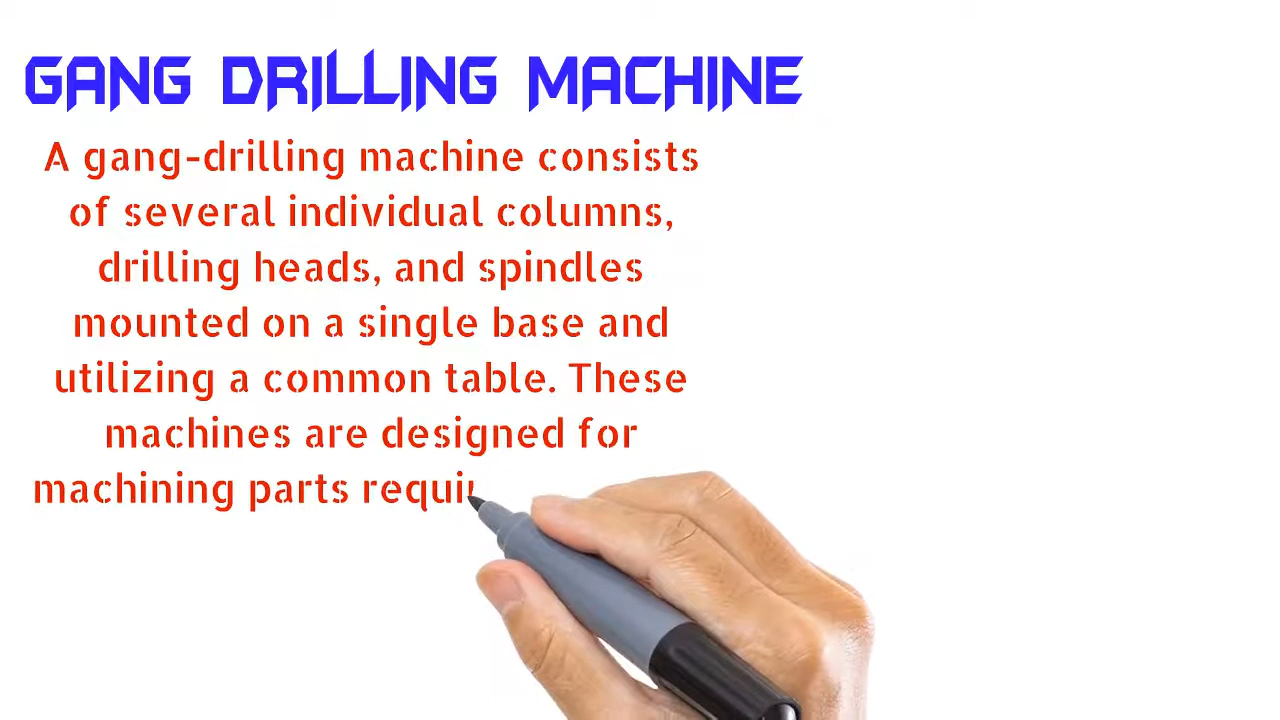 GANG DRILLING MACHINE
A gang-drilling machine consists
of several individual columns,
drilling heads, and spindles
mounted on a single base and
utilizing a common table. These
machines are designed for
machining parts